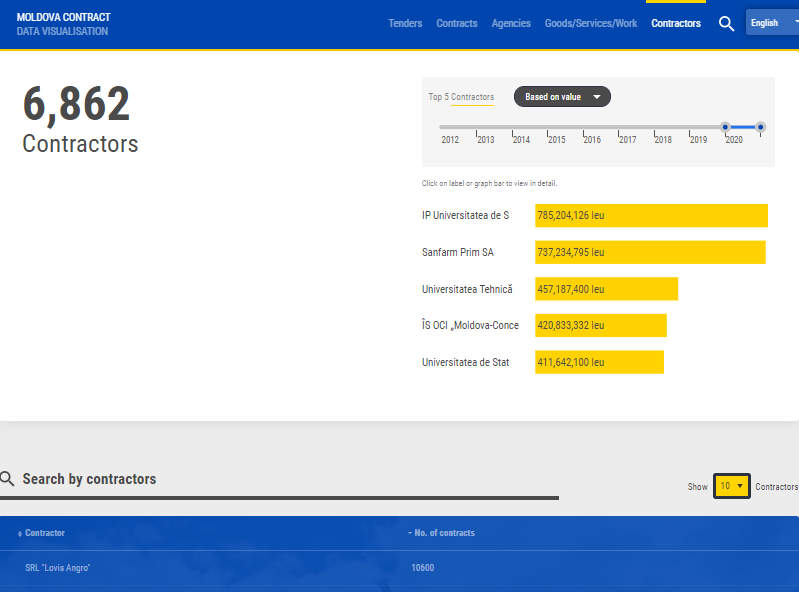 MOLDOVA CONTRACT
DATA VISUALISATION
Tenders Contracts Agencies Goods/Services/Work Contractors English
6,862
Contractors
Top 5 Contractors Based on value
2012 2013 2014 2015 2016 2017 2018 2019 2020
Click on label or graph bar to view in detail.
IP Universitatea de S 785,204,126 leu
Sanfarm Prim SA 737,234,795 leu
Universitatea Tehnică 457,187,400 leu
ÎS OCI „Moldova-Conce 420,833,332 leu
Universitatea de Stat 411,642,100 leu
Search by contractors
Show 10 Contractors
Contractor No. of contracts
SRL "Lovis Angro" 10600